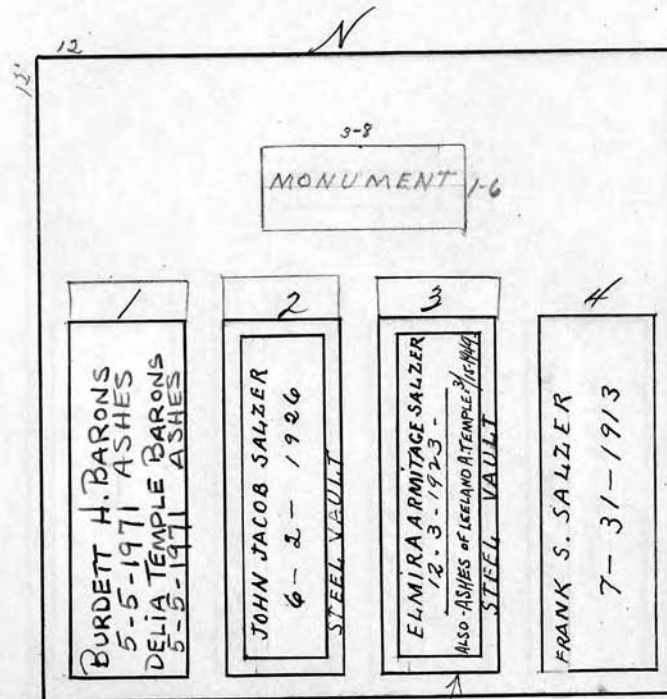 N
12
12'
3-8
MONUMENT
1-6
1
BURDETT H. BARONS
5-5-1971 ASHES
DELIA TEMPLE BARONS
5-5-1971 ASHES
2
JOHN JACOB SALZER
6-2-1926
STEEL VAULT
3
ELMIRA ARMITAGE SALZER
12-3-1923-
ALSO-ASHES OF LEELAND A. TEMPLE-3/15-1949
STEEL VAULT
4
FRANK S. SALZER
7-31-1913